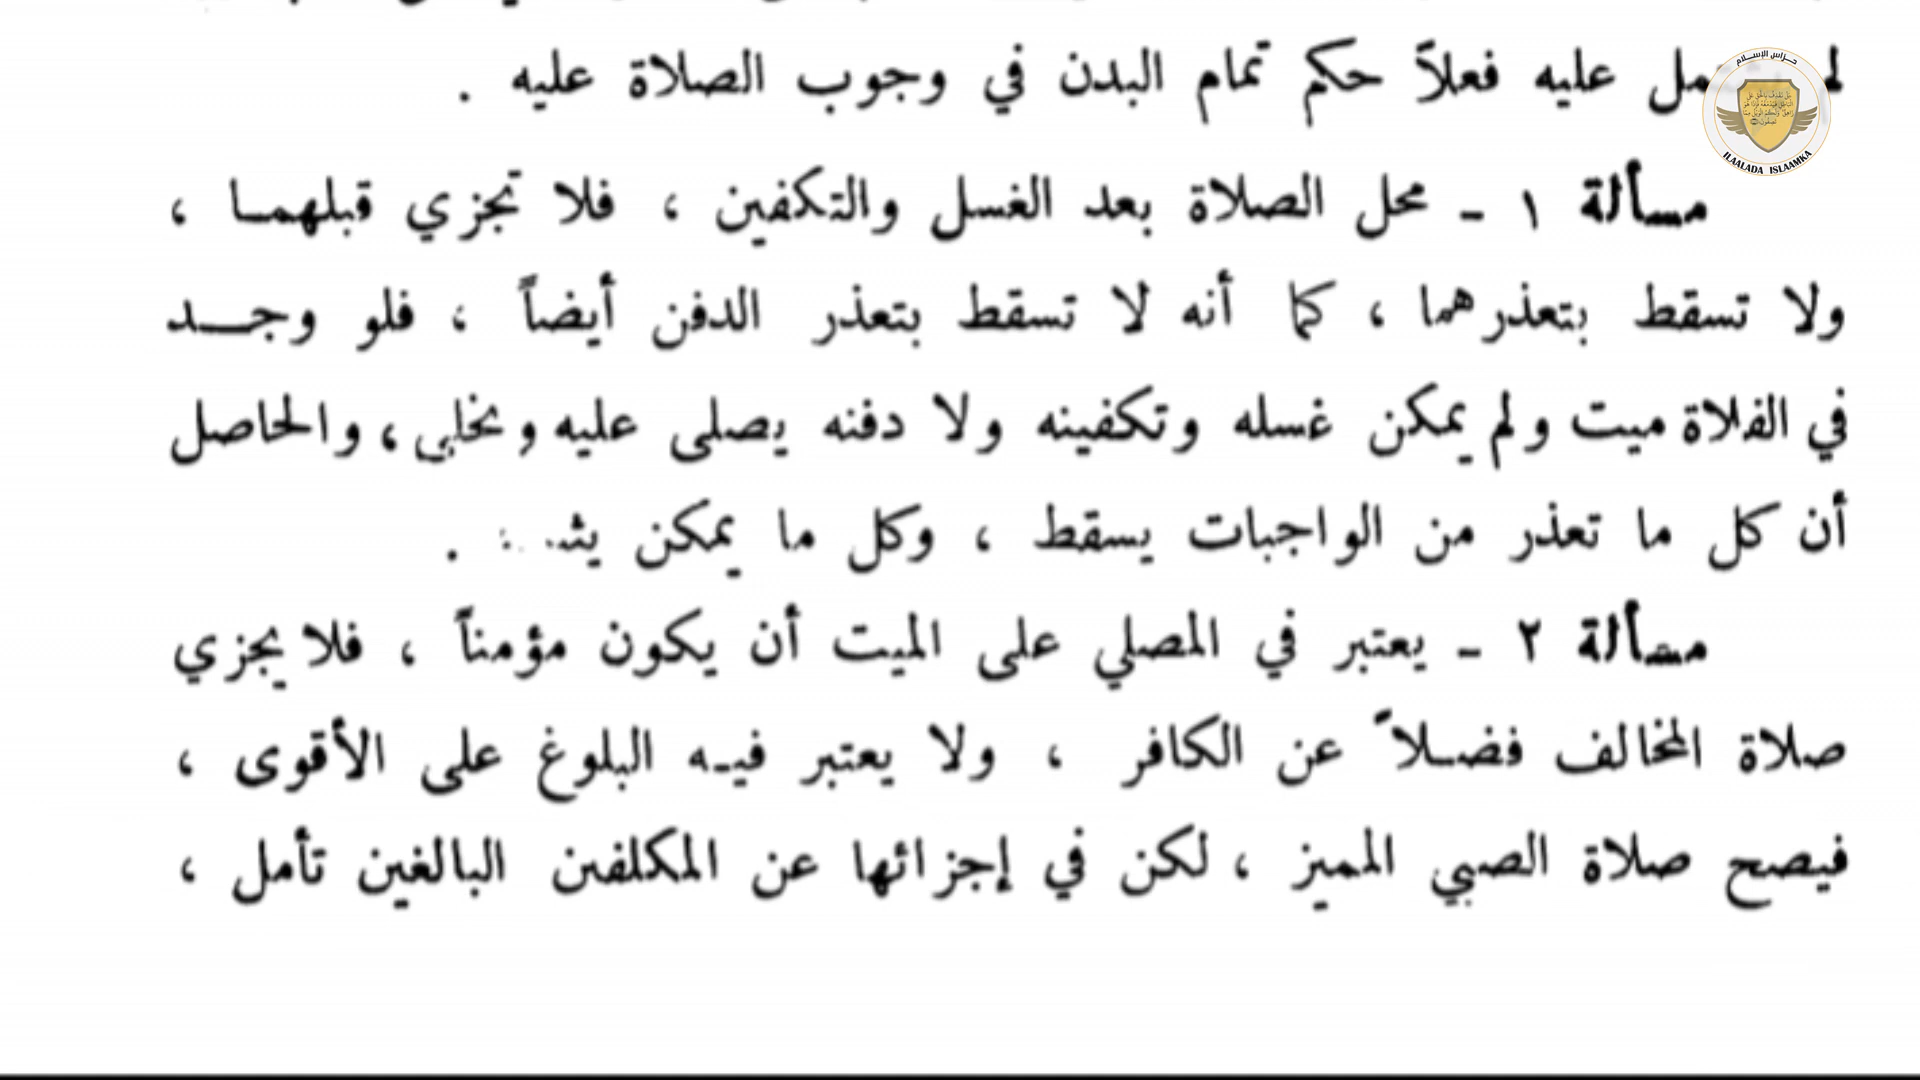 عليه فعلاً حكم تمام البدن في وجوب الصلاة عليه .
مسألة ١ ـ محل الصلاة بعد الغسل والتكفين ، فلا تجزي قبلهما ،
ولا تسقط بتعذرهما ، كما أنه لا تسقط بتعذر الدفن أيضاً ، فلو وجد
في الفلاة ميت ولم يمكن غسله وتكفينه ولا دفنه يصلى عليه ويخلى ، والحاصل
أن كل ما تعذر من الواجبات يسقط ، وكل ما يمكن .
مسألة ٢ ـ يعتبر في المصلي على الميت أن يكون مؤمناً ، فلا يجزي
صلاة المخالف فضلاً عن الكافر ، ولا يعتبر فيه البلوغ على الأقوى ،
فيصح صلاة الصبي المميز ، لكن في إجزائها عن المكلفين البالغين تأمل ،
حراس الإسلام
ILAALADA ISLAAMKA